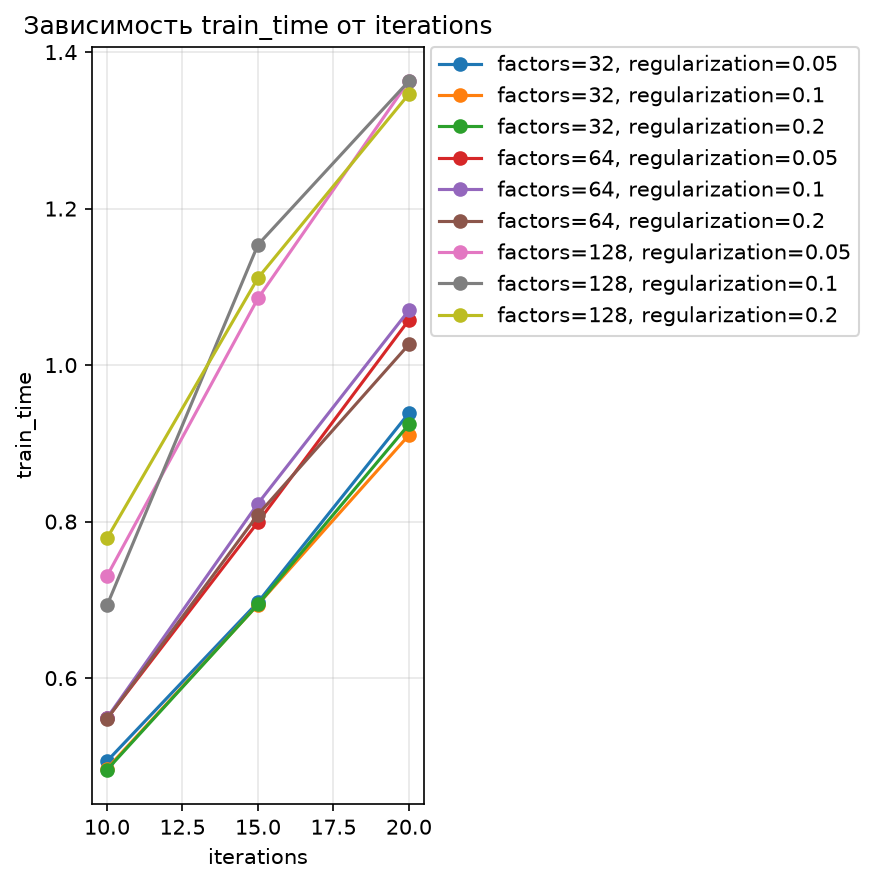 Зависимость train_time от iterations
1.4
1.2
1.0
0.8
0.6
train_time
10.0 12.5 15.0 17.5 20.0
iterations
factors=32, regularization=0.05
factors=32, regularization=0.1
factors=32, regularization=0.2
factors=64, regularization=0.05
factors=64, regularization=0.1
factors=64, regularization=0.2
factors=128, regularization=0.05
factors=128, regularization=0.1
factors=128, regularization=0.2